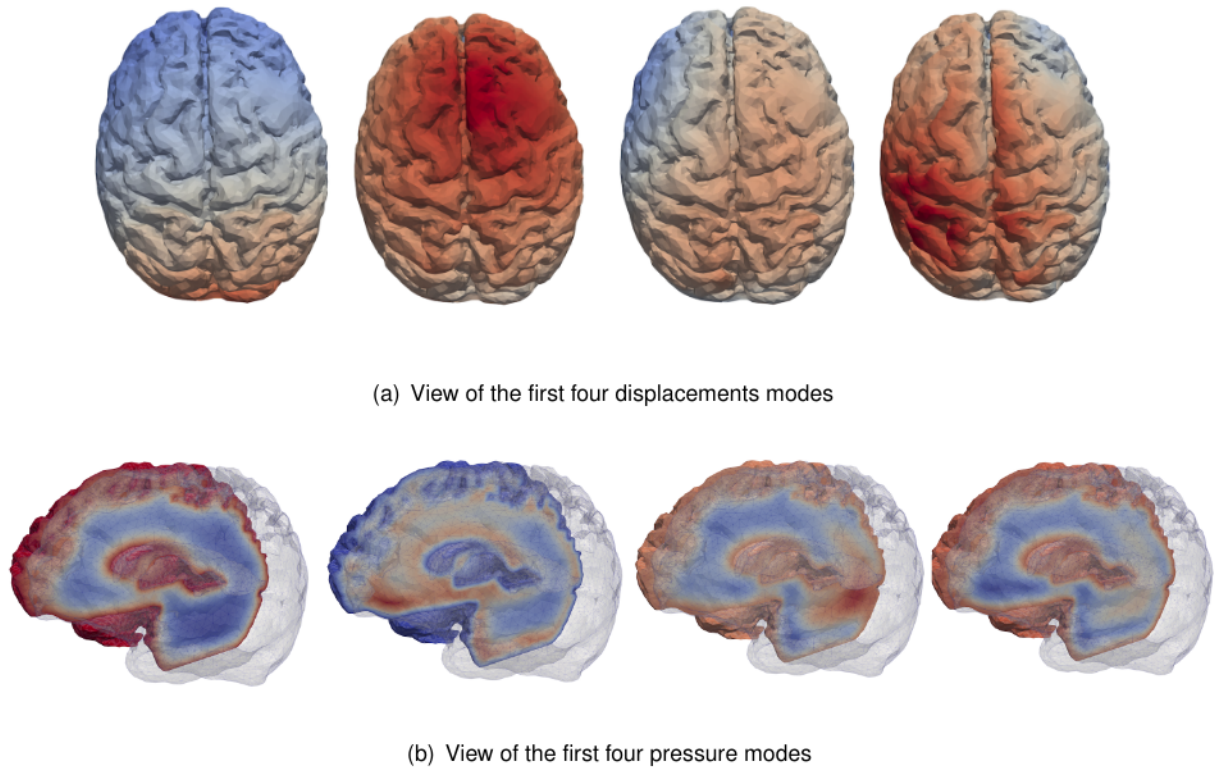 (a) View of the first four displacements modes
(b) View of the first four pressure modes